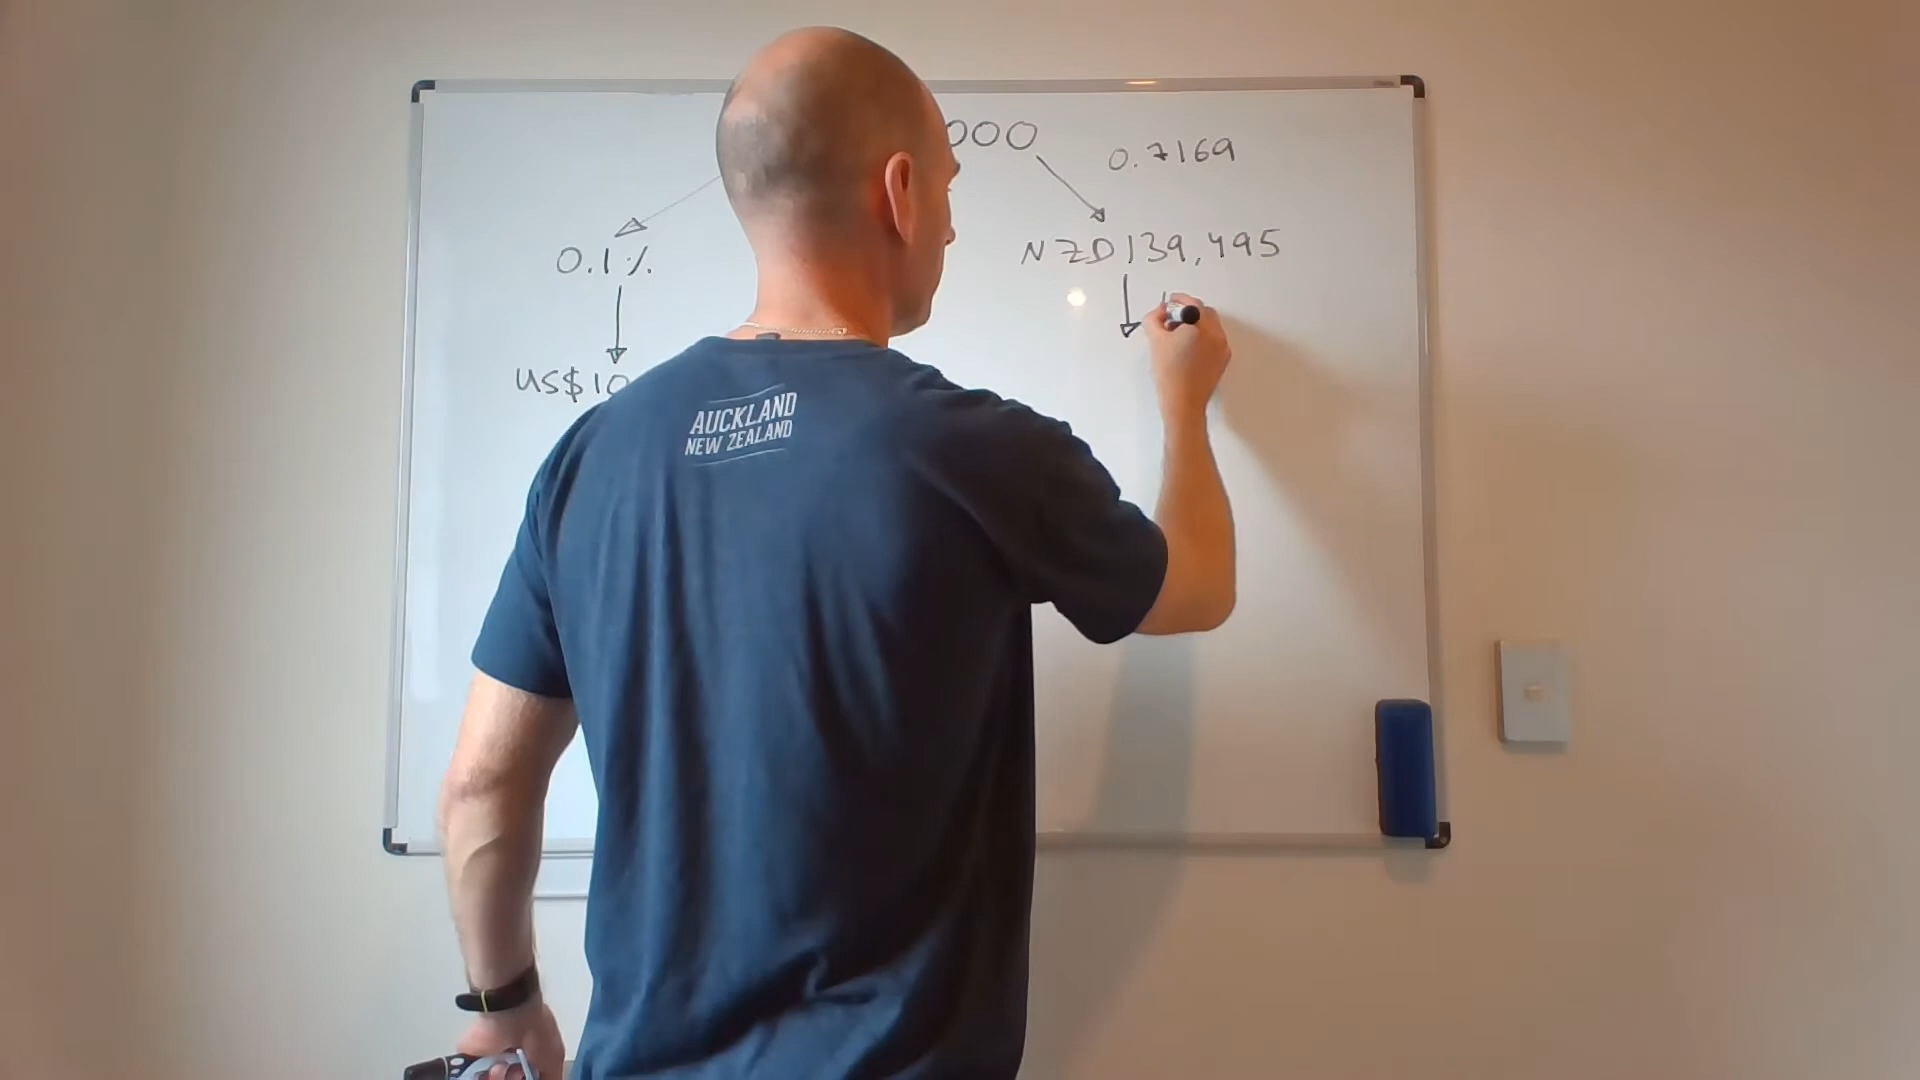 000
0.7169
0.1%
NZD139,495
US$10
AUCKLAND
NEW ZEALAND